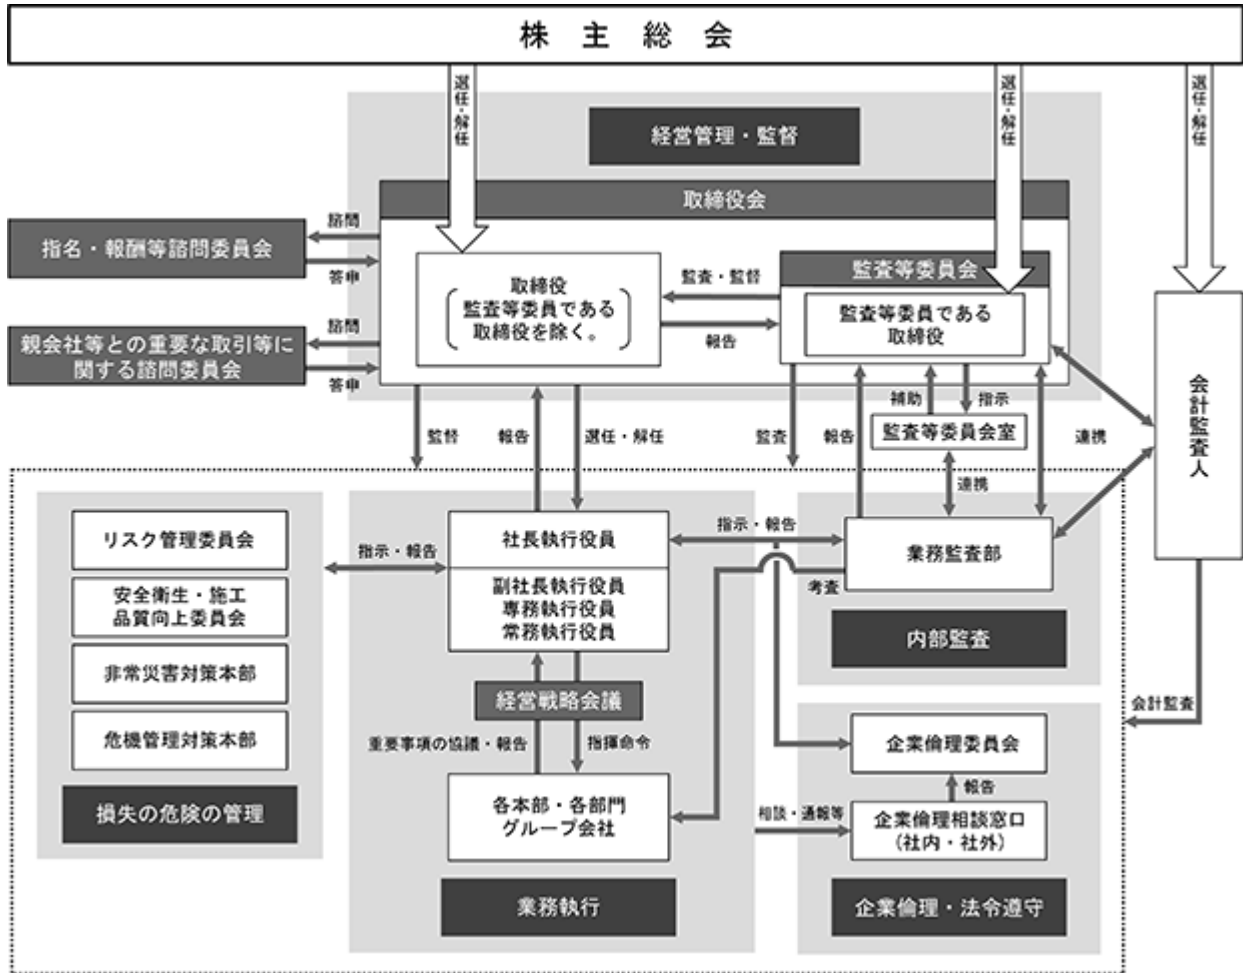 株主総会
選任・解任
選任・解任
選任・解任
経営管理・監督
取締役会
諮問
指名・報酬等諮問委員会
答申
諮問
親会社等との重要な取引等に
関する諮問委員会
答申
取締役
監査等委員である
取締役を除く。
監査・監督
報告
監査等委員会
監査等委員である
取締役
会計監査人
監督
報告
選任・解任
監査
報告
補助
指示
監査等委員会室
連携
連携
リスク管理委員会
安全衛生・施工
品質向上委員会
非常災害対策本部
危機管理対策本部
損失の危険の管理
指示・報告
社長執行役員
副社長執行役員
専務執行役員
常務執行役員
経営戦略会議
重要事項の協議・報告
指揮命令
各本部・各部門
グループ会社
業務執行
指示・報告
考査
業務監査部
内部監査
会計監査
企業倫理委員会
報告
相談・通報等
企業倫理相談窓口
(社内・社外)
企業倫理・法令遵守